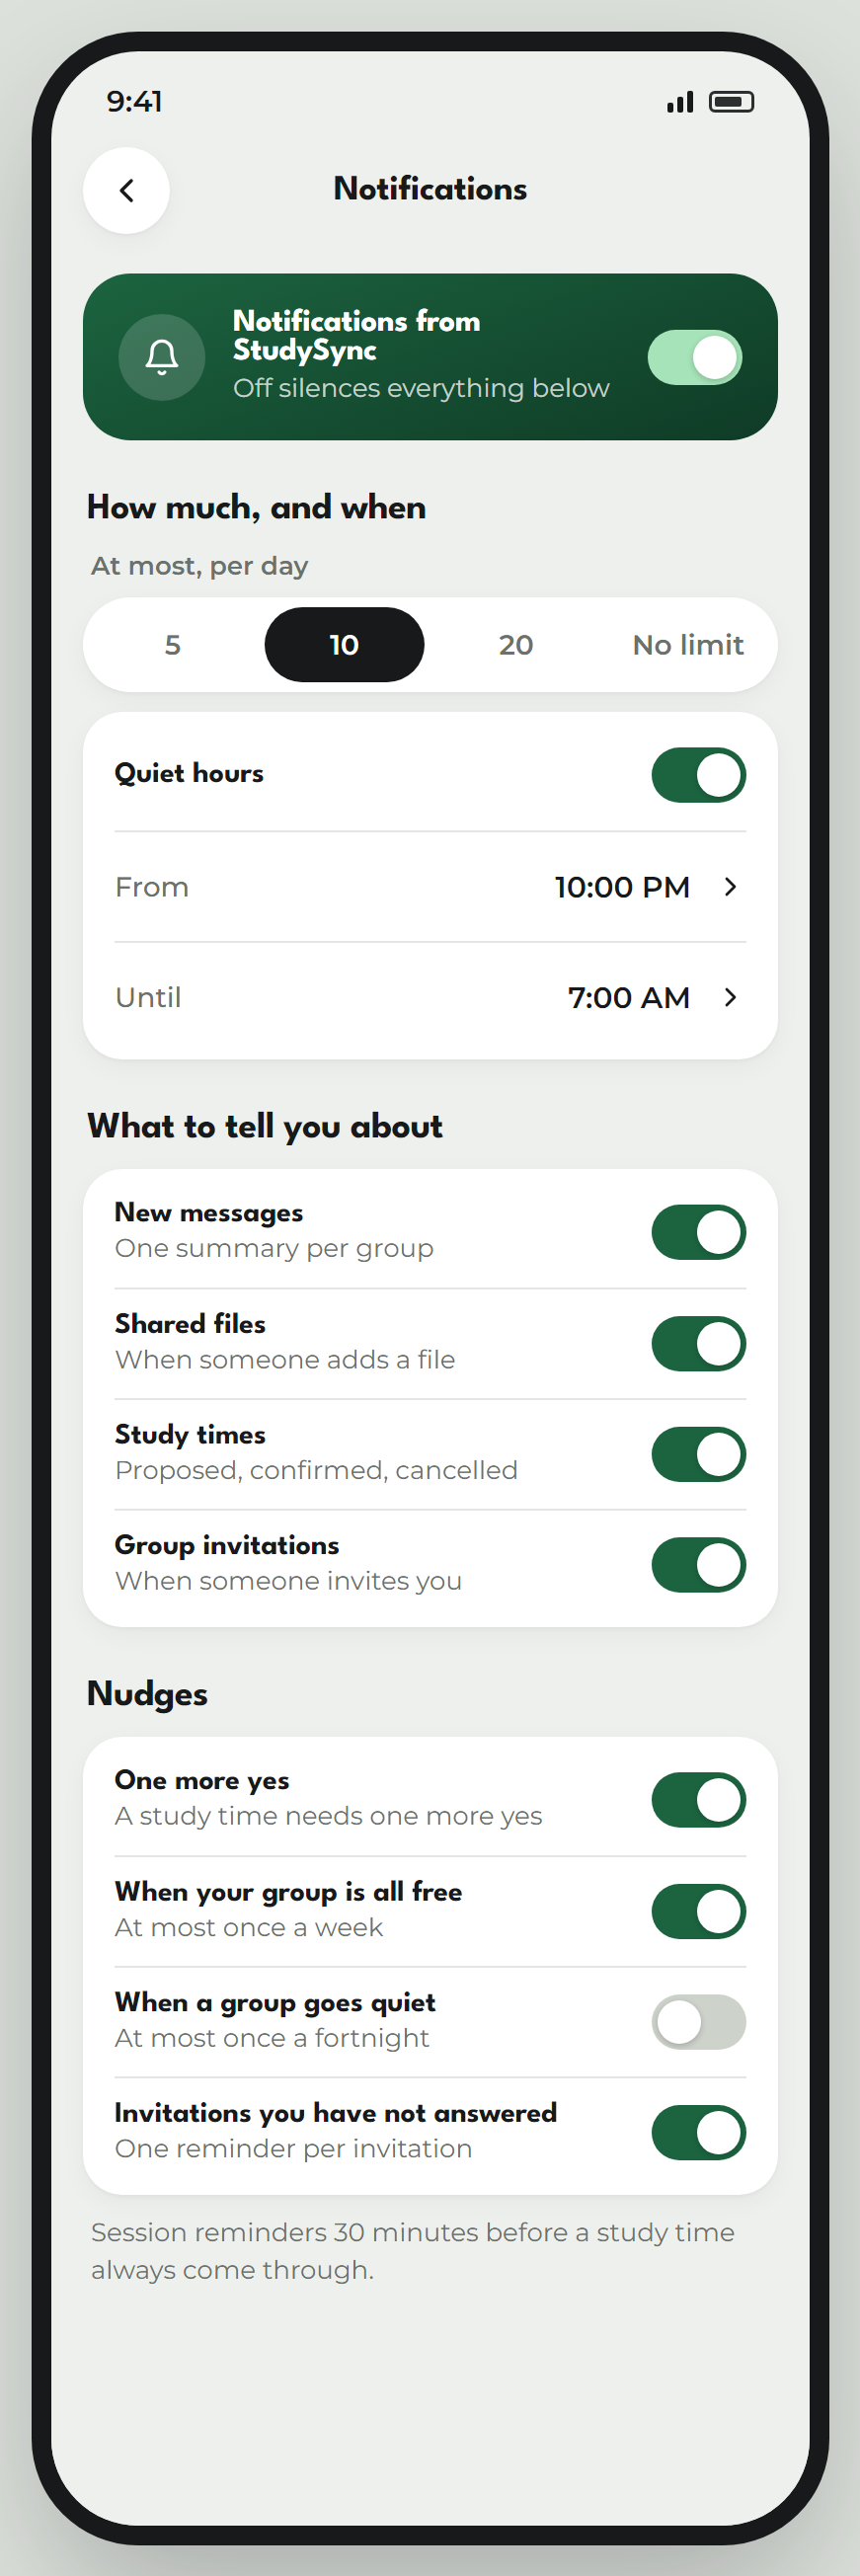 9:41
Notifications
Notifications from
StudySync
Off silences everything below
How much, and when
At most, per day
5 10 20 No limit
Quiet hours
From 10:00 PM
Until 7:00 AM
What to tell you about
New messages
One summary per group
Shared files
When someone adds a file
Study times
Proposed, confirmed, cancelled
Group invitations
When someone invites you
Nudges
One more yes
A study time needs one more yes
When your group is all free
At most once a week
When a group goes quiet
At most once a fortnight
Invitations you have not answered
One reminder per invitation
Session reminders 30 minutes before a study time
always come through.